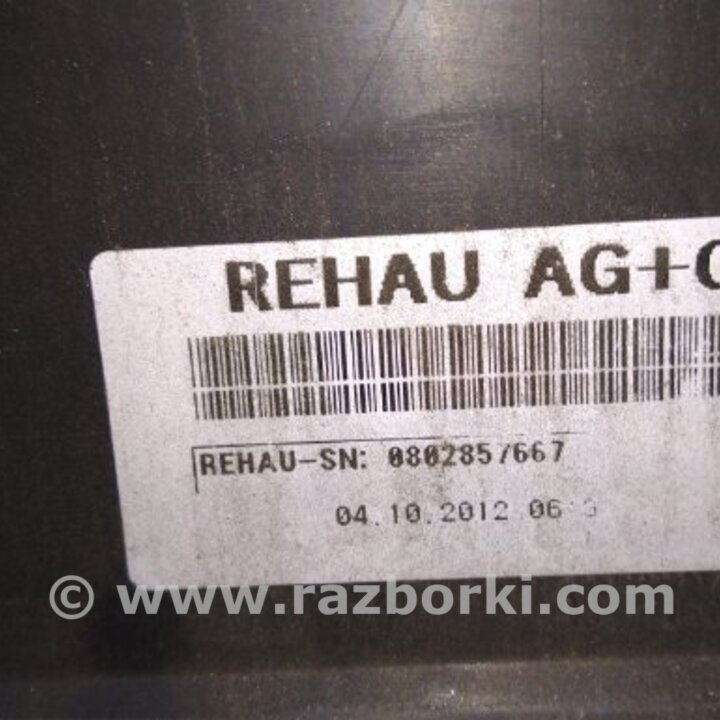 REHAU AG+C
REHAU-SN: 0802857667
04.10.2012
© www.razborki.com